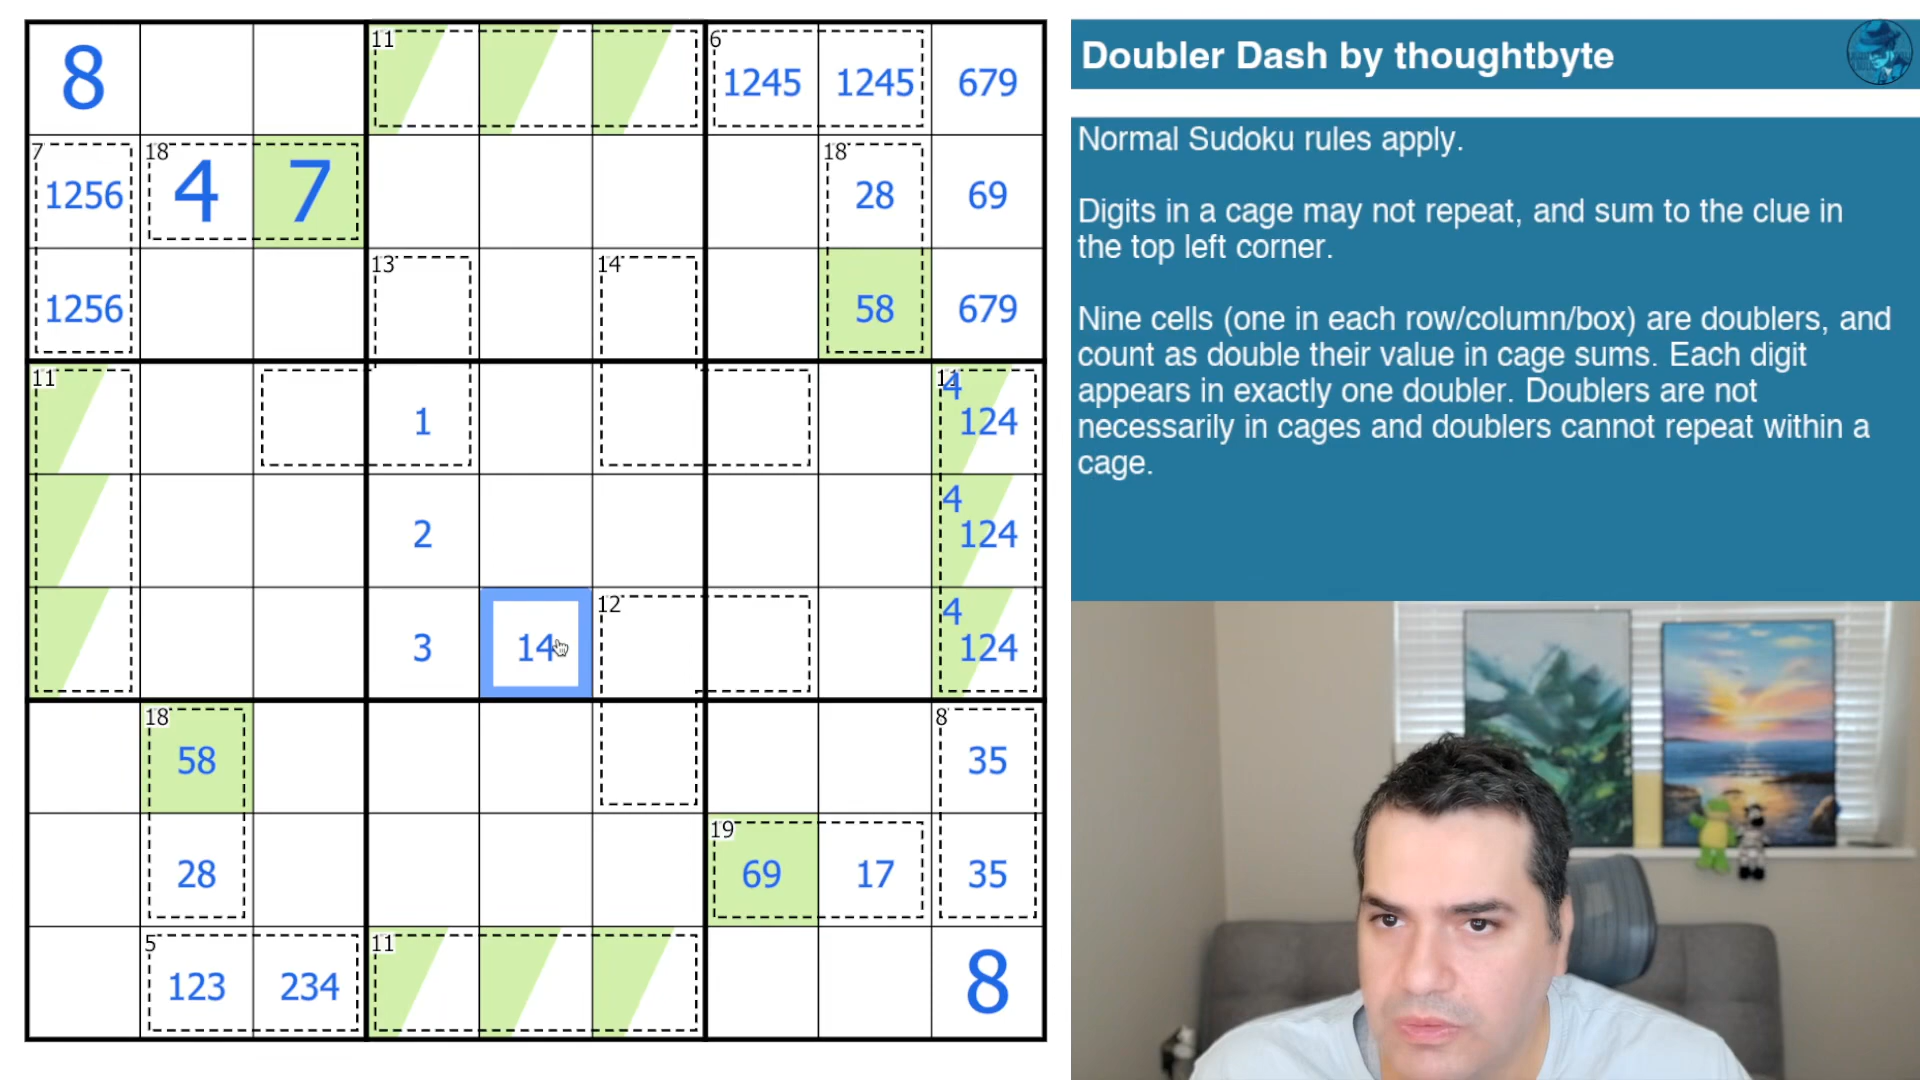 Doubler Dash by thoughtbyte
Normal Sudoku rules apply.
Digits in a cage may not repeat, and sum to the clue in
the top left corner.
Nine cells (one in each row/column/box) are doublers, and
count as double their value in cage sums. Each digit
appears in exactly one doubler. Doublers are not
necessarily in cages and doublers cannot repeat within a
cage.
8 11 6 1245 1245 679
7 1256 18 4 7 18 28 69
1256 13 14 58 679
11 1 4 124
2 4 124
3 14 12 4 124
18 58 8 35
28 19 69 17 35
5 123 234 11 8